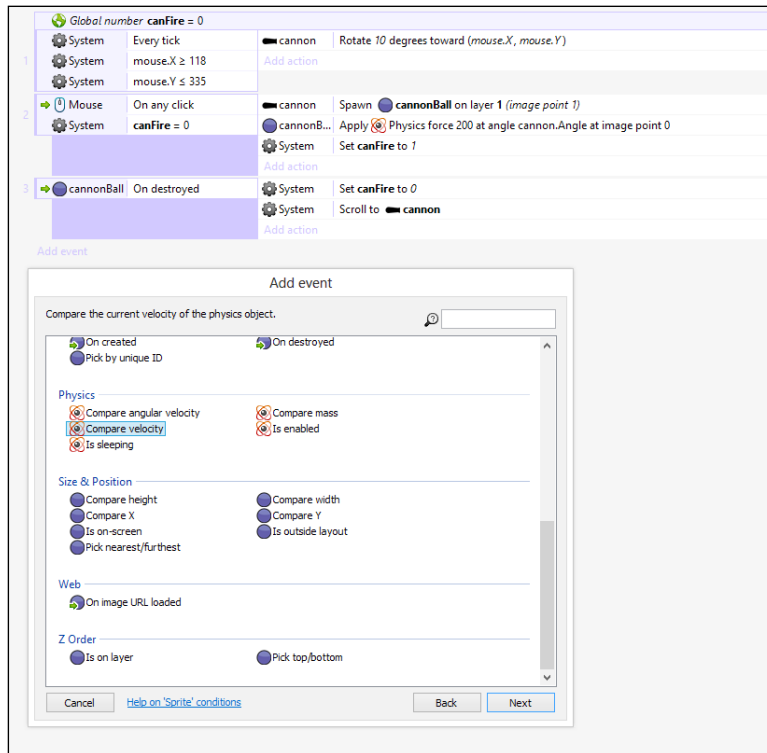 Global number canFire = 0
1 System Every tick cannon Rotate 10 degrees toward (mouse.X, mouse.Y)
System mouse.X ≥ 118 Add action
System mouse.Y ≤ 335
2 Mouse On any click cannon Spawn cannonBall on layer 1 (image point 1)
System canFire = 0 cannonB... Apply Physics force 200 at angle cannon.Angle at image point 0
System Set canFire to 1
Add action
3 cannonBall On destroyed System Set canFire to 0
System Scroll to cannon
Add action
Add event
Add event
Compare the current velocity of the physics object.
On created On destroyed
Pick by unique ID
Physics
Compare angular velocity Compare mass
Compare velocity Is enabled
Is sleeping
Size & Position
Compare height Compare width
Compare X Compare Y
Is on-screen Is outside layout
Pick nearest/furthest
Web
On image URL loaded
Z Order
Is on layer Pick top/bottom
Cancel Help on 'Sprite' conditions Back Next